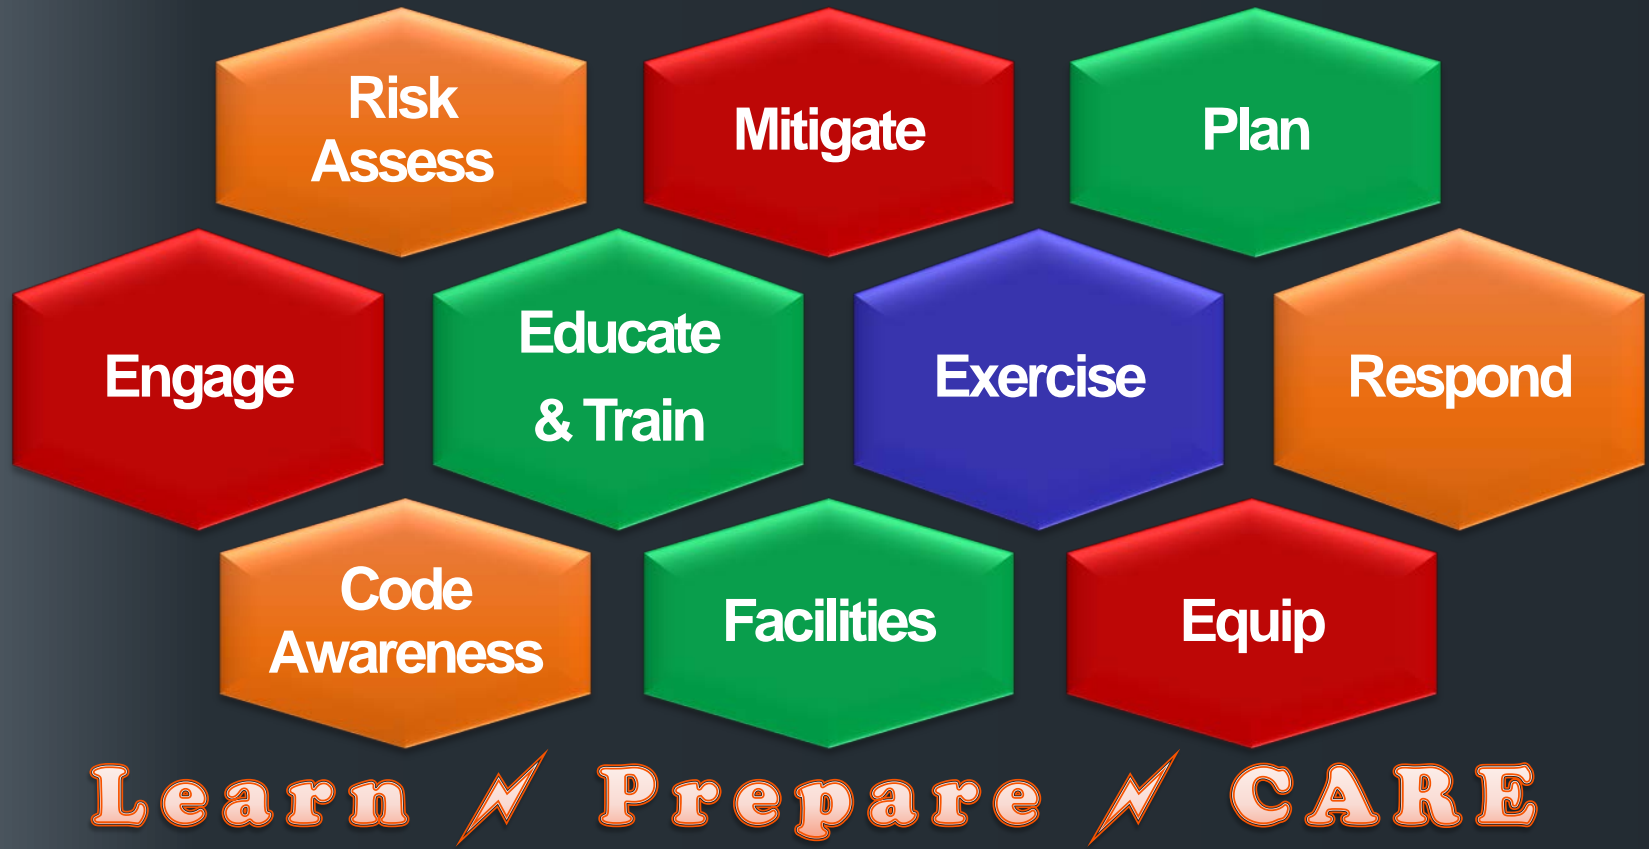 Risk
Assess
Mitigate
Plan
Engage
Educate
& Train
Exercise
Respond
Code
Awareness
Facilities
Equip
Learn Prepare CARE